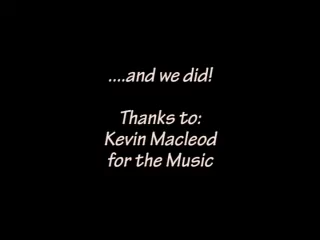 ....and we did!
Thanks to:
Kevin Macleod
for the Music